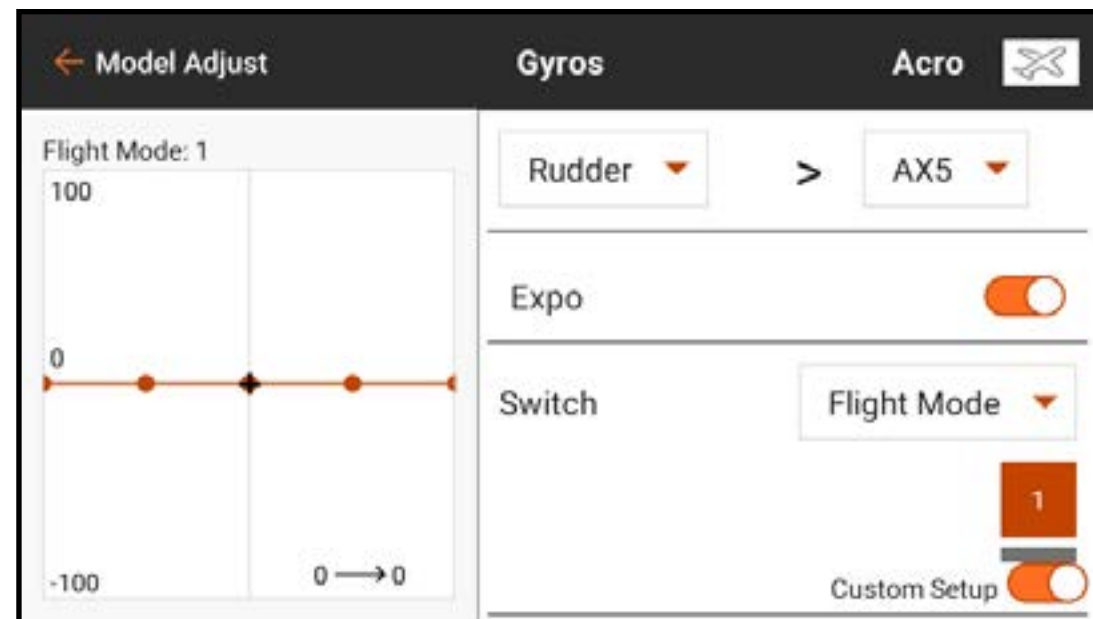 Model Adjust
Gyros
Acro
Flight Mode: 1
100
0
-100
0 → 0
Rudder
>
AX5
Expo
Switch
Flight Mode
1
Custom Setup